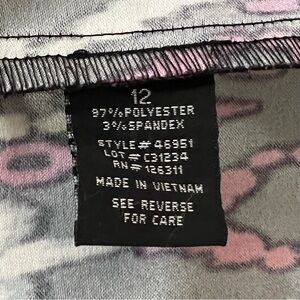 12
97%POLYESTER
3%SPANDEX
STYLE# 46951
LOT# C31234
RN# 126311
MADE IN VIETNAM
SEE REVERSE
FOR CARE